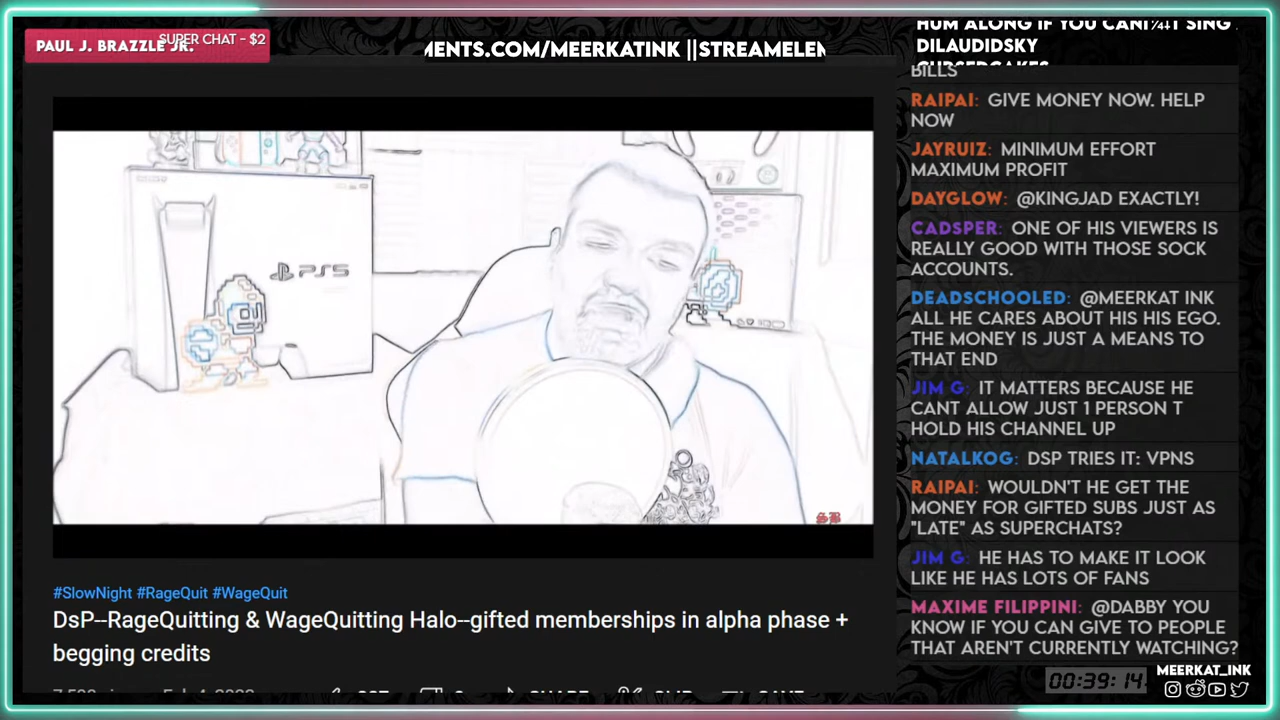 PAUL J. BRAZZLE JR.
SUPER CHAT - $2
MENTS.COM/MEERKATINK ||STREAMELEM
HUM ALONG IF YOU CAN
SING
DILAUDIDSKY
CURSEDCAKES
BILLS
RAIPAI: GIVE MONEY NOW. HELP
NOW
JAYRUIZ: MINIMUM EFFORT
MAXIMUM PROFIT
DAYGLOW: @KINGJAD EXACTLY!
CADSPER: ONE OF HIS VIEWERS IS
REALLY GOOD WITH THOSE SOCK
ACCOUNTS.
DEADSCHOOLED: @MEERKAT INK
ALL HE CARES ABOUT HIS HIS EGO.
THE MONEY IS JUST A MEANS TO
THAT END
JIM G: IT MATTERS BECAUSE HE
CANT ALLOW JUST 1 PERSON T
HOLD HIS CHANNEL UP
NATALKOG: DSP TRIES IT: VPNS
RAIPAI: WOULDN'T HE GET THE
MONEY FOR GIFTED SUBS JUST AS
"LATE" AS SUPERCHATS?
JIM G: HE HAS TO MAKE IT LOOK
LIKE HE HAS LOTS OF FANS
MAXIME FILIPPINI: @DABBY YOU
KNOW IF YOU CAN GIVE TO PEOPLE
THAT AREN'T CURRENTLY WATCHING?
PS5
SB
#SlowNight #RageQuit #WageQuit
DsP--RageQuitting & WageQuitting Halo--gifted memberships in alpha phase +
begging credits
00:39:14
MEERKAT_INK